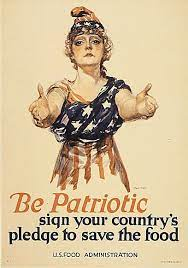 Be Patriotic
sign your country's
pledge to save the food
U.S. FOOD ADMINISTRATION